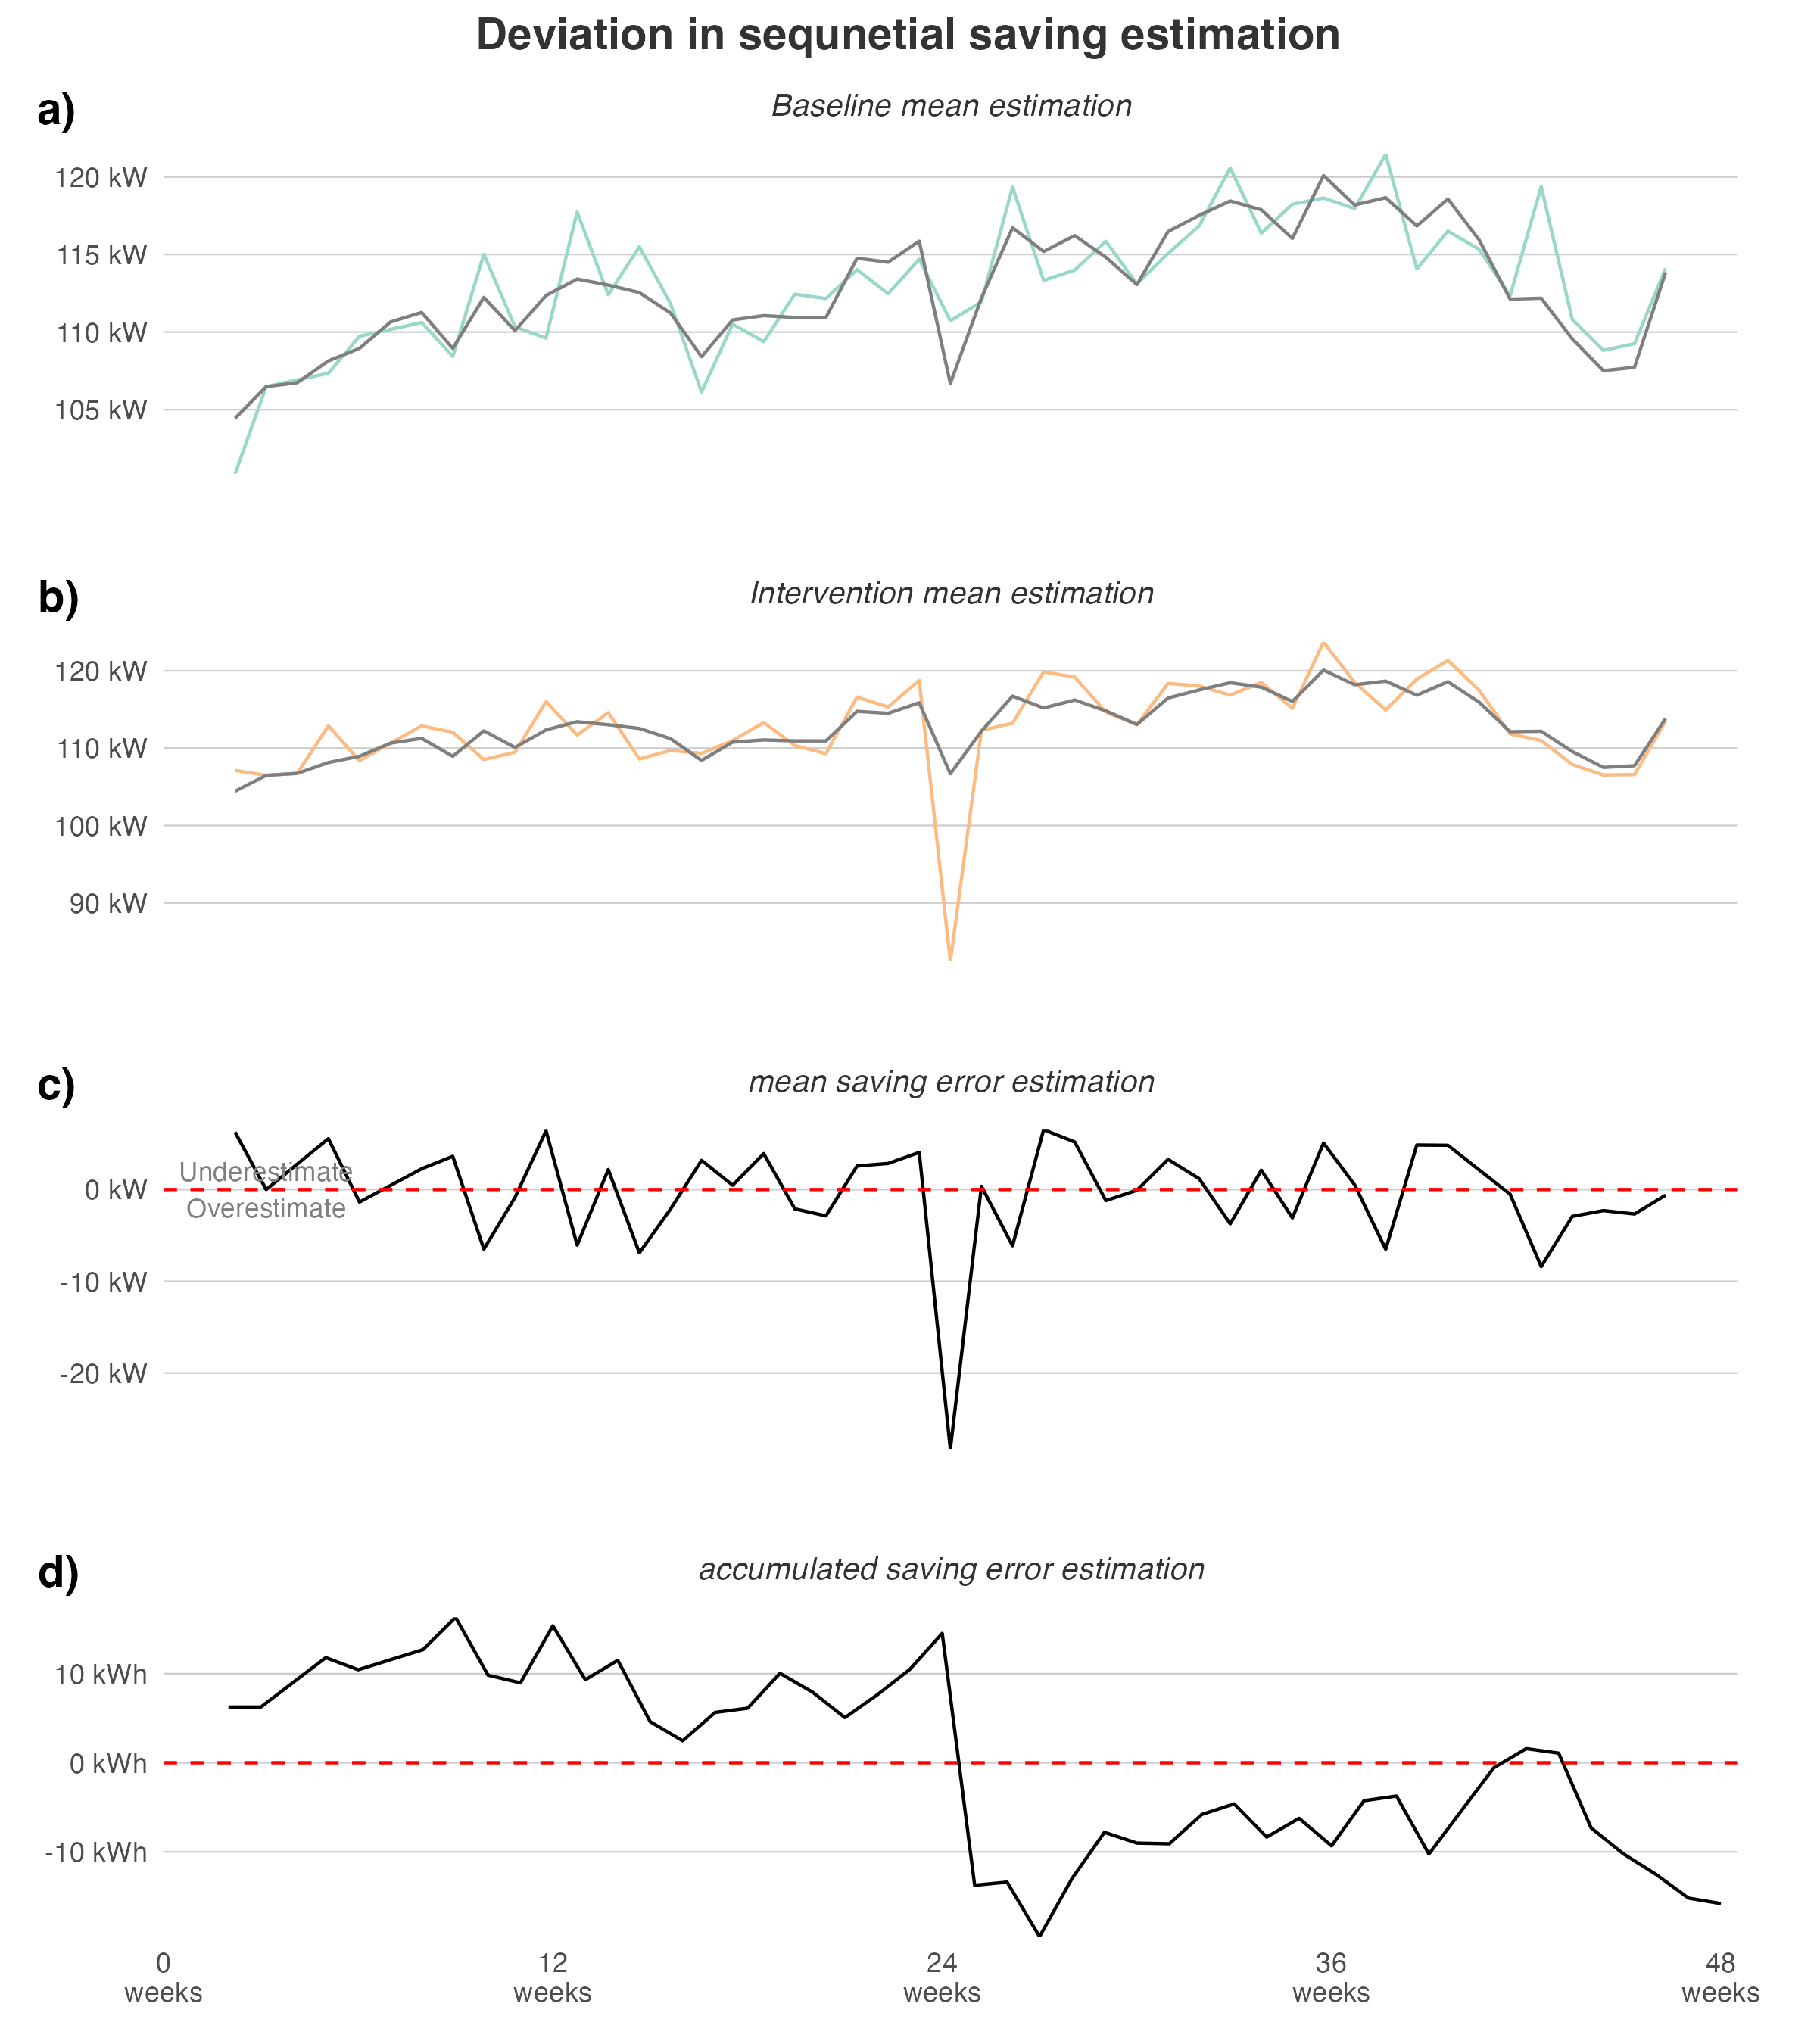 Deviation in sequnetial saving estimation
a)
Baseline mean estimation
120 kW
115 kW
110 kW
105 kW
b)
Intervention mean estimation
120 kW
110 kW
100 kW
90 kW
c)
mean saving error estimation
Underestimate
0 kW
Overestimate
-10 kW
-20 kW
d)
accumulated saving error estimation
10 kWh
0 kWh
-10 kWh
0 12 24 36 48
weeks weeks weeks weeks weeks